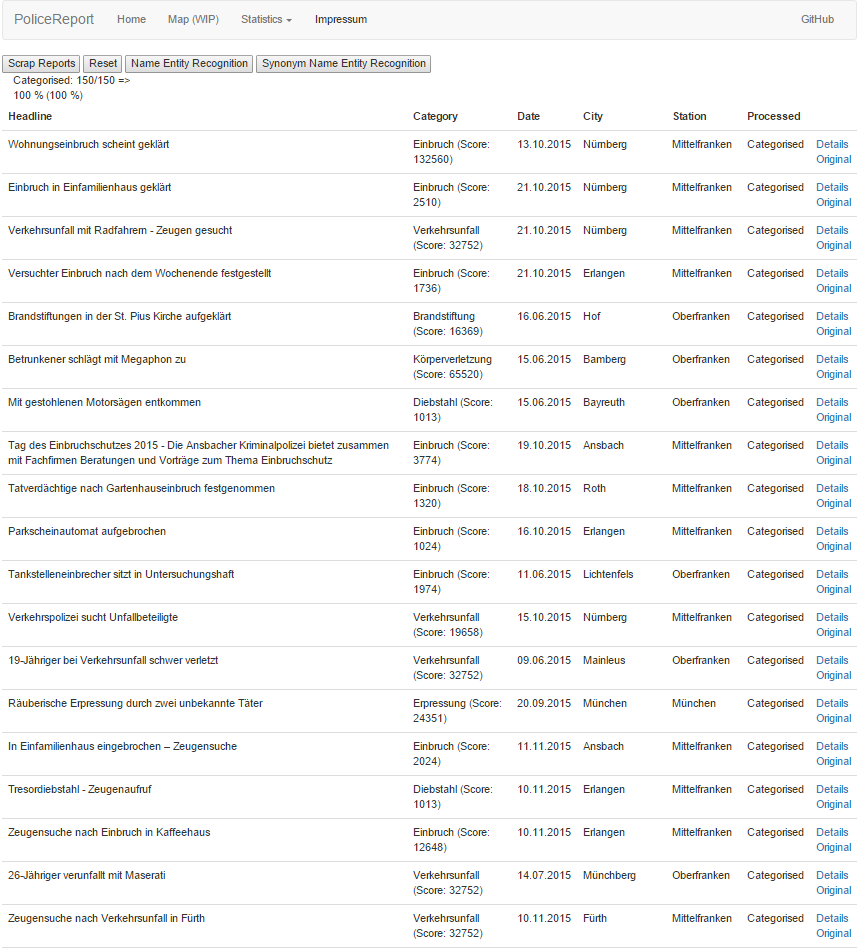 PoliceReport Home Map (WIP) Statistics Impressum GitHub
Scrap Reports Reset Name Entity Recognition Synonym Name Entity Recognition
Categorised: 150/150 =>
100 % (100 %)
Headline Category Date City Station Processed
Wohnungseinbruch scheint geklärt Einbruch (Score: 13.10.2015 Nürnberg Mittelfranken Categorised Details
132560) Original
Einbruch in Einfamilienhaus geklärt Einbruch (Score: 21.10.2015 Nürnberg Mittelfranken Categorised Details
2510) Original
Verkehrsunfall mit Radfahrern - Zeugen gesucht Verkehrsunfall 21.10.2015 Nürnberg Mittelfranken Categorised Details
(Score: 32752) Original
Versuchter Einbruch nach dem Wochenende festgestellt Einbruch (Score: 21.10.2015 Erlangen Mittelfranken Categorised Details
1736) Original
Brandstiftungen in der St. Pius Kirche aufgeklärt Brandstiftung 16.06.2015 Hof Oberfranken Categorised Details
(Score: 16369) Original
Betrunkener schlägt mit Megaphon zu Körperverletzung 15.06.2015 Bamberg Oberfranken Categorised Details
(Score: 65520) Original
Mit gestohlenen Motorsägen entkommen Diebstahl (Score: 15.06.2015 Bayreuth Oberfranken Categorised Details
1013) Original
Tag des Einbruchschutzes 2015 - Die Ansbacher Kriminalpolizei bietet zusammen Einbruch (Score: 19.10.2015 Ansbach Mittelfranken Categorised Details
mit Fachfirmen Beratungen und Vorträge zum Thema Einbruchschutz 3774) Original
Tatverdächtige nach Gartenhauseinbruch festgenommen Einbruch (Score: 18.10.2015 Roth Mittelfranken Categorised Details
1320) Original
Parkscheinautomat aufgebrochen Einbruch (Score: 16.10.2015 Erlangen Mittelfranken Categorised Details
1024) Original
Tankstelleneinbrecher sitzt in Untersuchungshaft Einbruch (Score: 11.06.2015 Lichtenfels Oberfranken Categorised Details
1974) Original
Verkehrspolizei sucht Unfallbeteiligte Verkehrsunfall 15.10.2015 Nürnberg Mittelfranken Categorised Details
(Score: 19658) Original
19-Jähriger bei Verkehrsunfall schwer verletzt Verkehrsunfall 09.06.2015 Mainleus Oberfranken Categorised Details
(Score: 32752) Original
Räuberische Erpressung durch zwei unbekannte Täter Erpressung (Score: 20.09.2015 München München Categorised Details
24351) Original
In Einfamilienhaus eingebrochen – Zeugensuche Einbruch (Score: 11.11.2015 Ansbach Mittelfranken Categorised Details
2024) Original
Tresordiebstahl - Zeugenaufruf Diebstahl (Score: 10.11.2015 Erlangen Mittelfranken Categorised Details
1013) Original
Zeugensuche nach Einbruch in Kaffeehaus Einbruch (Score: 10.11.2015 Erlangen Mittelfranken Categorised Details
12648) Original
26-Jähriger verunfallt mit Maserati Verkehrsunfall 14.07.2015 Münchberg Oberfranken Categorised Details
(Score: 32752) Original
Zeugensuche nach Verkehrsunfall in Fürth Verkehrsunfall 10.11.2015 Fürth Mittelfranken Categorised Details
(Score: 32752) Original